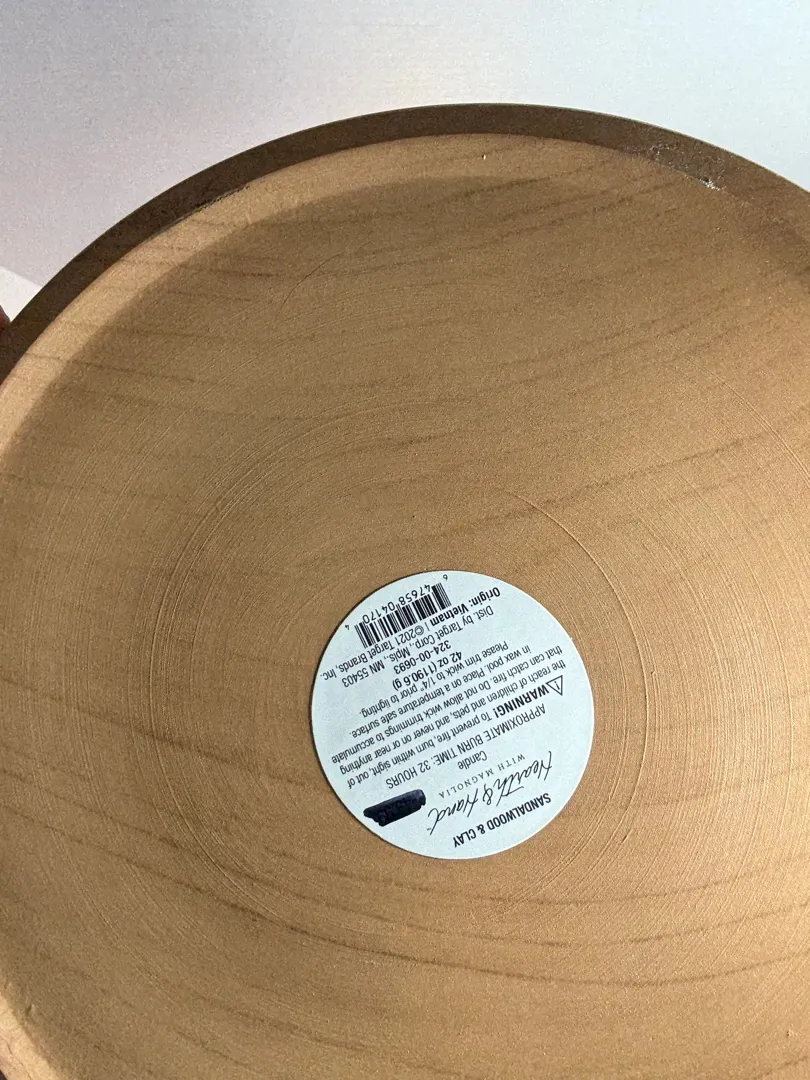 SANDALWOOD & CLAY
Hearth & Hand
WITH MAGNOLIA
Candle
APPROXIMATE BURN TIME: 32 HOURS
⚠WARNING! To prevent fire, burn within sight, out of
the reach of children and pets, and never on or near anything
that can catch fire. Do not allow wick trimmings to accumulate
in wax pool. Place on a temperature safe surface.
Please trim wick to 1/4" prior to lighting.
42 oz (1190.6 g)
324-00-0693
Dist. by Target Corp., Mpls., MN 55403
Origin: Vietnam | ©2021 Target Brands, Inc.
6 47658 04170 4